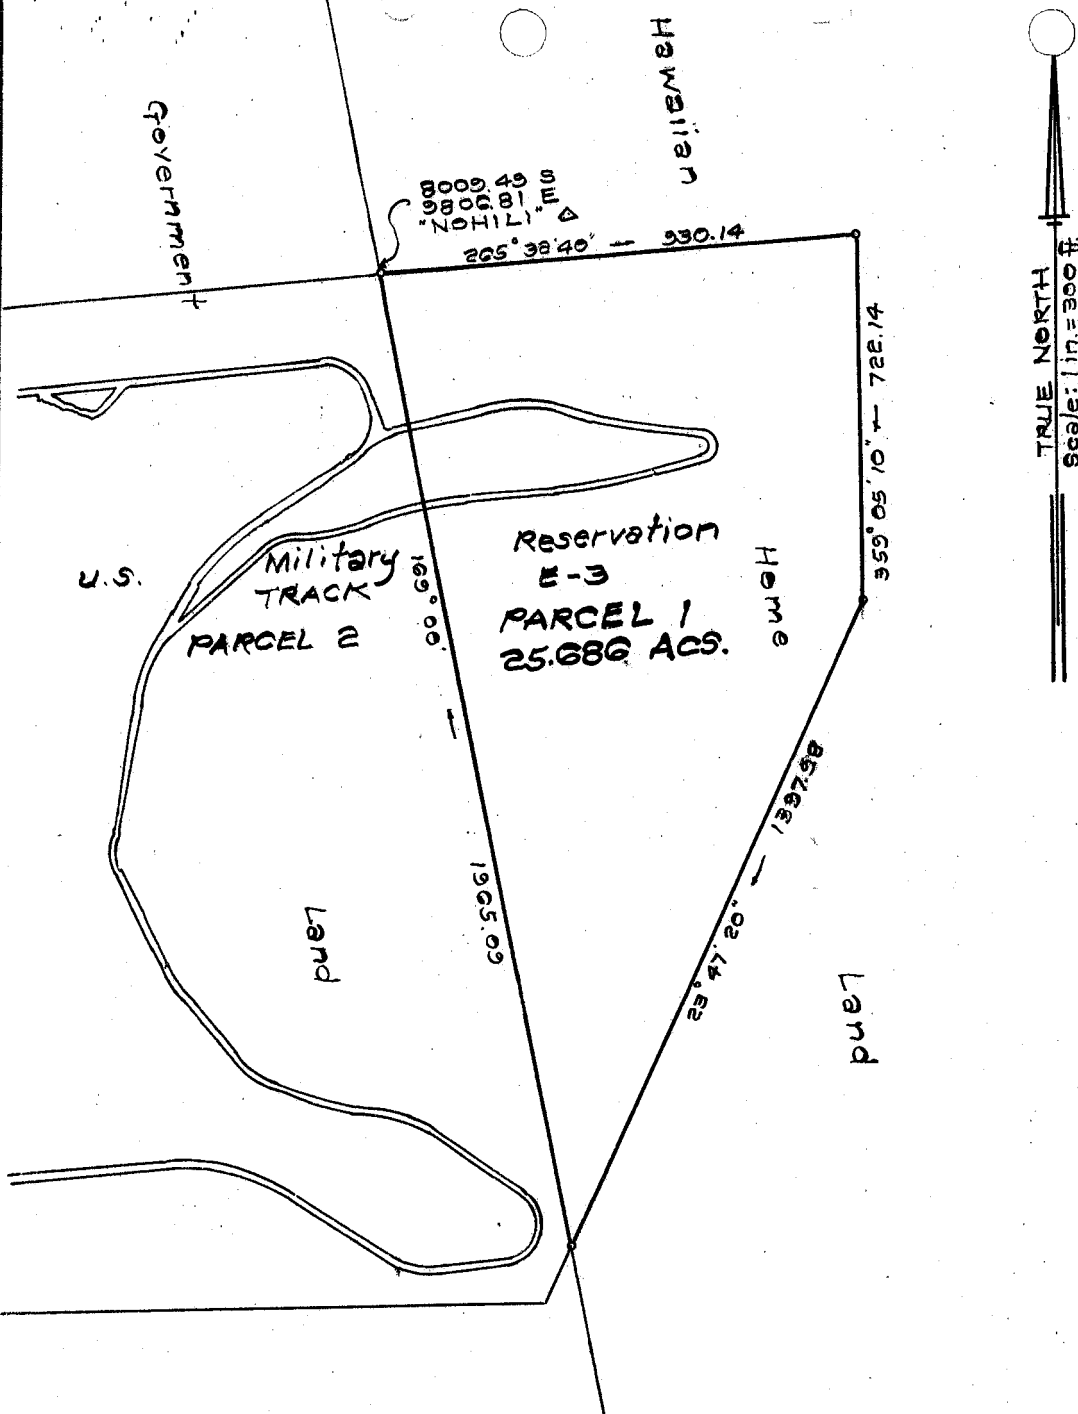 Hawaiian
Government
8009.49 S
9806.81 E
"NOHILI" △
265° 38' 40" — 930.14
359° 05' 10" — 722.14
TRUE NORTH
Scale: 1 in. = 300 ft
Reservation
E-3
PARCEL 1
25.686 ACS.
Home
U.S.
Military
TRACK
PARCEL 2
169° 00'
1965.09
23° 47' 20" — 1397.58
Land
Land